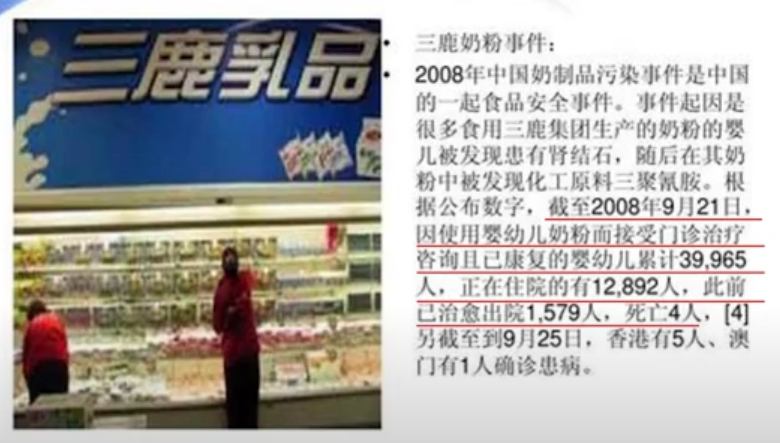 三鹿乳品
三鹿奶粉事件：
2008年中国奶制品污染事件是中国
的一起食品安全事件。事件起因是
很多食用三鹿集团生产的奶粉的婴
儿被发现患有肾结石，随后在其奶
粉中被发现化工原料三聚氰胺。根
据公布数字，截至2008年9月21日，
因使用婴幼儿奶粉而接受门诊治疗
咨询且已康复的婴幼儿累计39,965
人，正在住院的有12,892人，此前
已治愈出院1,579人，死亡4人，[4]
另截至到9月25日，香港有5人、澳
门有1人确诊患病。